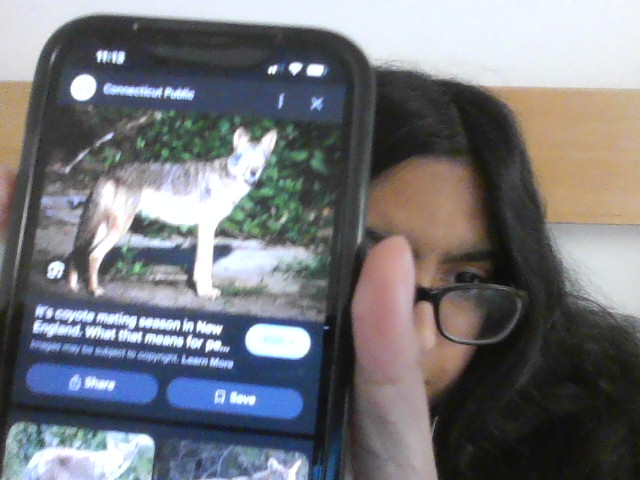 11:13
Connecticut Public
It's coyote mating season in New
England. What that means for pe...
Images may be subject to copyright. Learn More
Share
Save